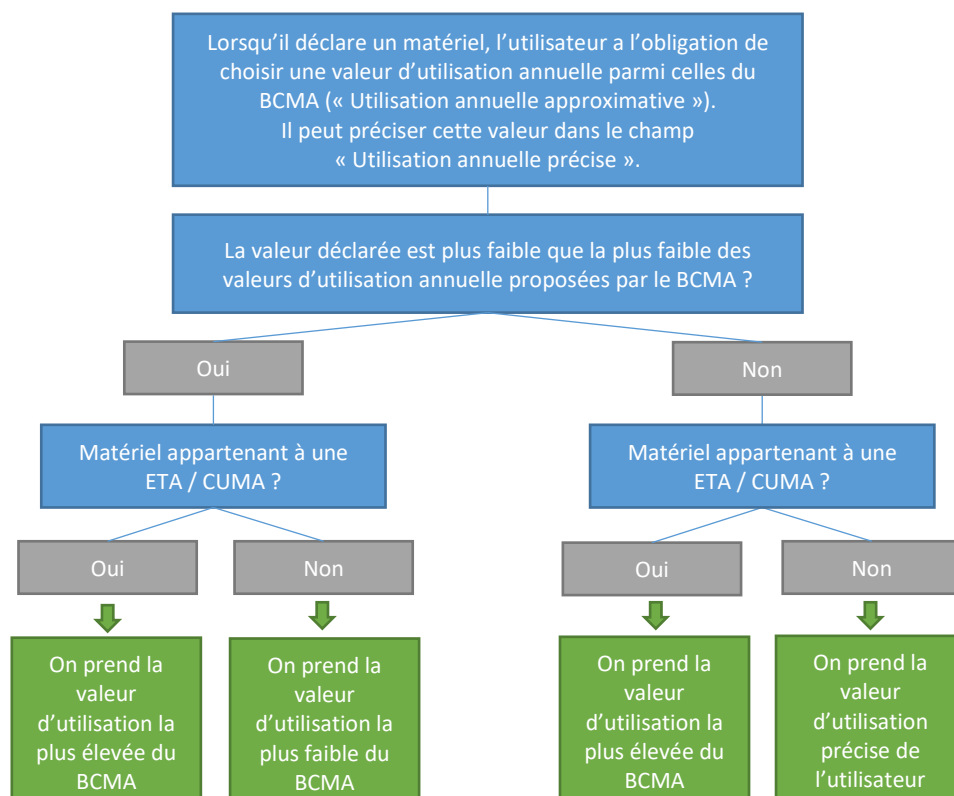 Lorsqu'il déclare un matériel, l'utilisateur a l'obligation de
choisir une valeur d'utilisation annuelle parmi celles du
BCMA (« Utilisation annuelle approximative »).
Il peut préciser cette valeur dans le champ
« Utilisation annuelle précise ».
La valeur déclarée est plus faible que la plus faible des
valeurs d'utilisation annuelle proposées par le BCMA ?
Oui
Non
Matériel appartenant à une
ETA / CUMA ?
Matériel appartenant à une
ETA / CUMA ?
Oui
Non
Oui
Non
On prend la
valeur
d'utilisation la
plus élevée du
BCMA
On prend la
valeur
d'utilisation la
plus faible du
BCMA
On prend la
valeur
d'utilisation la
plus élevée du
BCMA
On prend la
valeur
d'utilisation
précise de
l'utilisateur